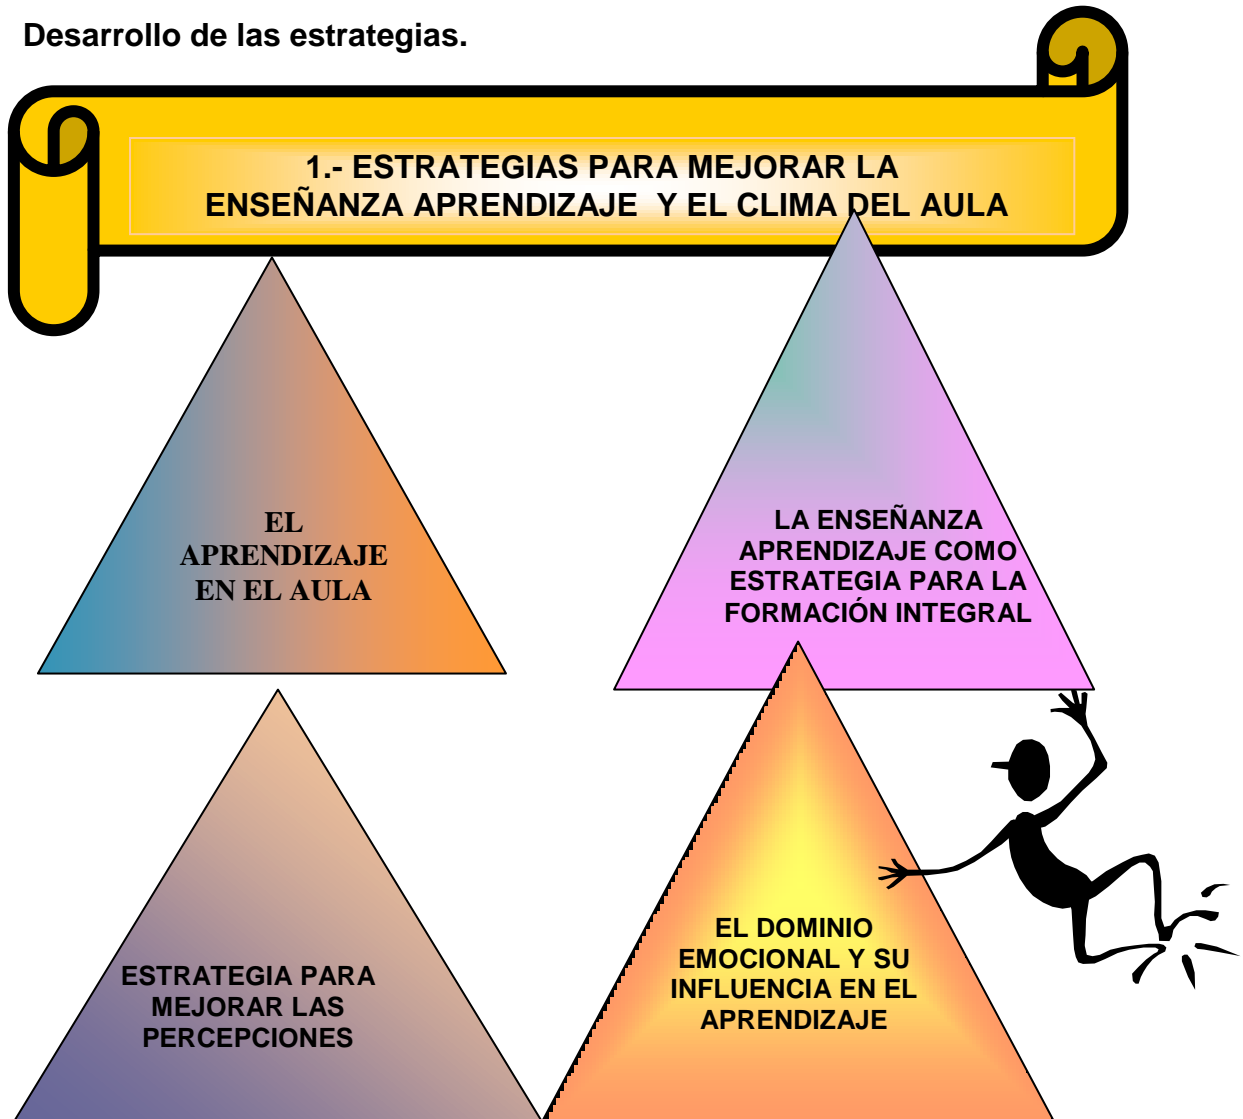 Desarrollo de las estrategias.
1.- ESTRATEGIAS PARA MEJORAR LA
ENSEÑANZA APRENDIZAJE Y EL CLIMA DEL AULA
EL
APRENDIZAJE
EN EL AULA
LA ENSEÑANZA
APRENDIZAJE COMO
ESTRATEGIA PARA LA
FORMACIÓN INTEGRAL
ESTRATEGIA PARA
MEJORAR LAS
PERCEPCIONES
EL DOMINIO
EMOCIONAL Y SU
INFLUENCIA EN EL
APRENDIZAJE